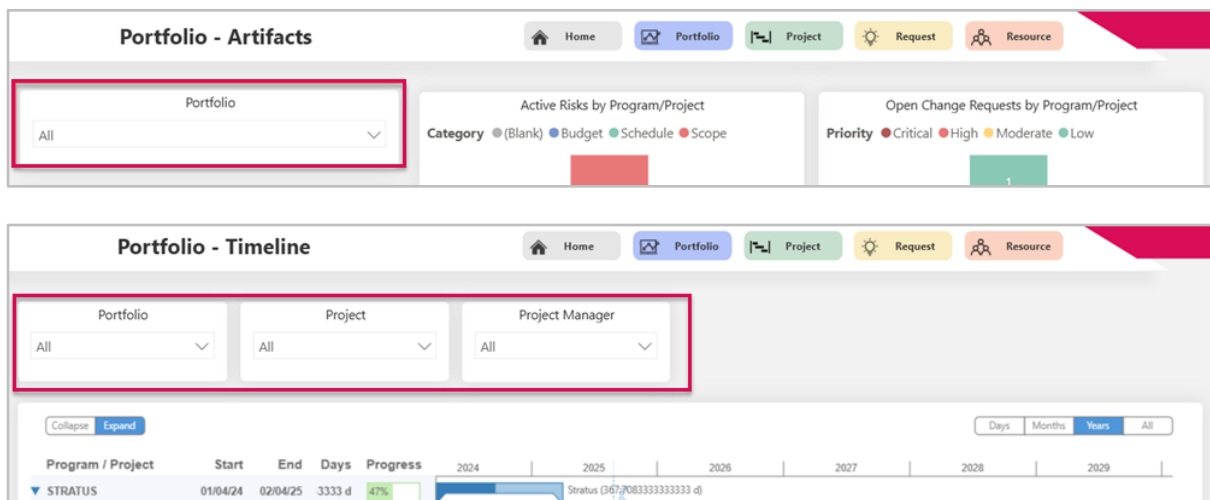 Portfolio - Artifacts
Home Portfolio Project Request Resource
Portfolio
All
Active Risks by Program/Project
Category (Blank) Budget Schedule Scope
Open Change Requests by Program/Project
Priority Critical High Moderate Low
1
Portfolio - Timeline
Home Portfolio Project Request Resource
Portfolio Project Project Manager
All All All
Collapse Expand
Days Months Years All
Program / Project Start End Days Progress 2024 2025 2026 2027 2028 2029
STRATUS 01/04/24 02/04/25 3333 d 47% Stratus (367,7083333333333 d)